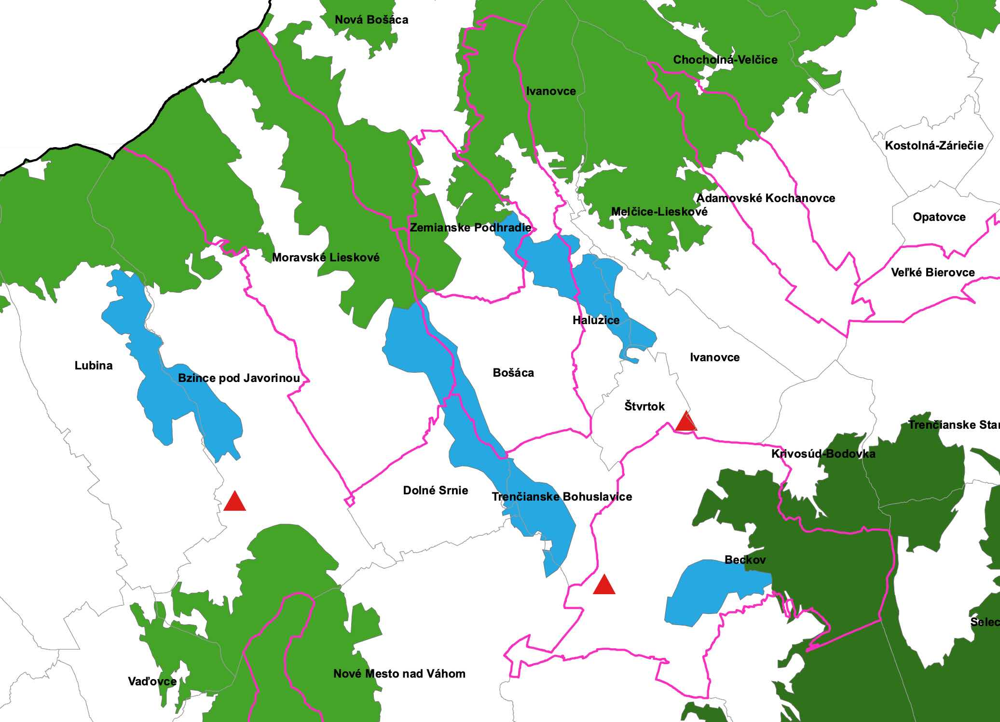 Nová Bošáca
Chocholná-Velčice
Ivanovce
Kostolná-Záriečie
Adamovské Kochanovce
Melčice-Lieskové
Opatovce
Zemianske Podhradie
Moravské Lieskové
Veľké Bierovce
Haluzice
Ivanovce
Lubina
Bošáca
Bzince pod Javorinou
Štvrtok
Trenčianske Star
Krivosúd-Bodovka
Dolné Srnie
Trenčianske Bohuslavice
Beckov
Selec
Nové Mesto nad Váhom
Vaďovce